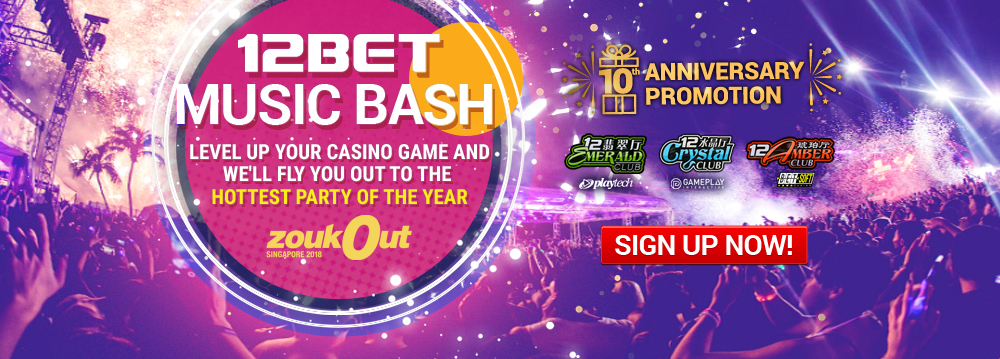 12BET
MUSIC BASH
LEVEL UP YOUR CASINO GAME AND
WE'LL FLY YOU OUT TO THE
HOTTEST PARTY OF THE YEAR
zoukOut
SINGAPORE 2018
10th ANNIVERSARY
PROMOTION
12翡翠厅
EMERALD
CLUB
playtech
12水晶厅
Crystal
CLUB
GAMEPLAY
INTERACTIVE
12琥珀厅
AMBER
CLUB
SIGN UP NOW!